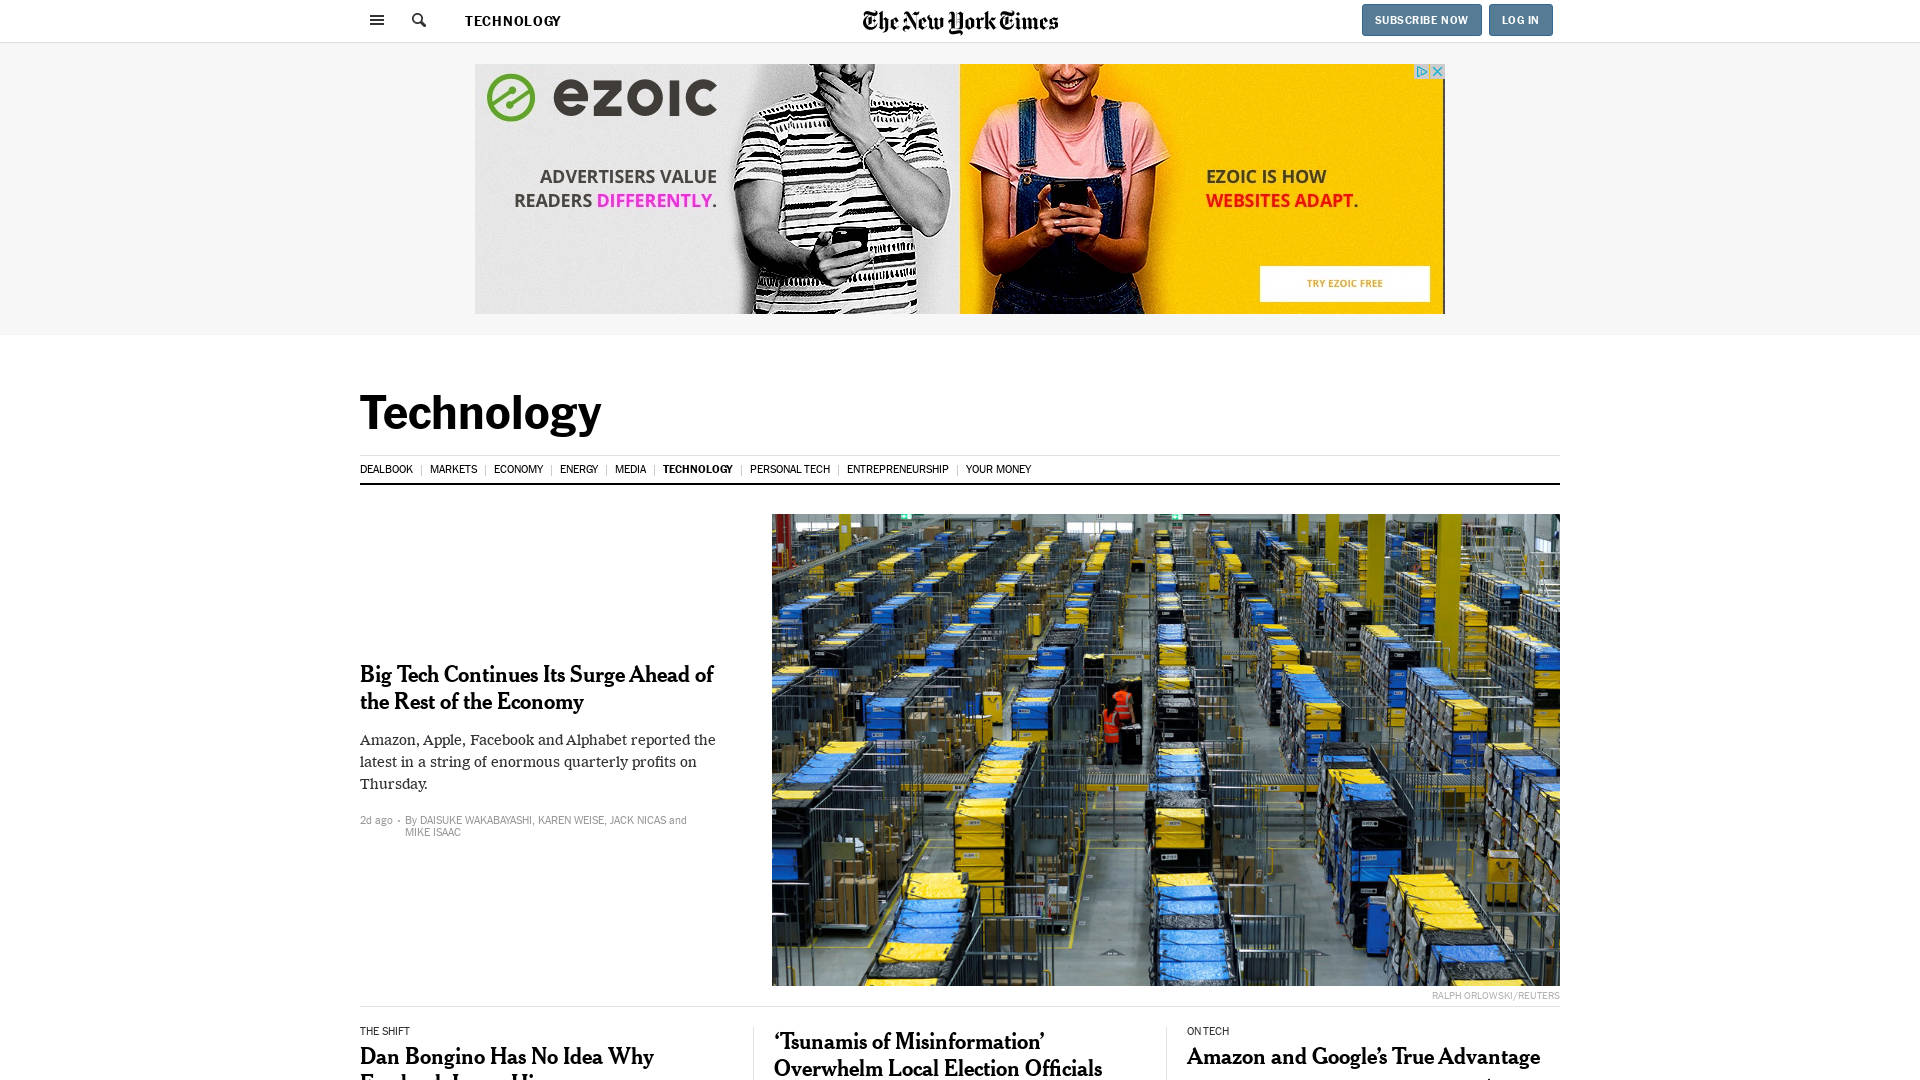 TECHNOLOGY
The New York Times
SUBSCRIBE NOW
LOG IN
ezoic
ADVERTISERS VALUE
READERS DIFFERENTLY.
EZOIC IS HOW
WEBSITES ADAPT.
TRY EZOIC FREE
Technology
DEALBOOK MARKETS ECONOMY ENERGY MEDIA TECHNOLOGY PERSONAL TECH ENTREPRENEURSHIP YOUR MONEY
Big Tech Continues Its Surge Ahead of
the Rest of the Economy
Amazon, Apple, Facebook and Alphabet reported the
latest in a string of enormous quarterly profits on
Thursday.
2d ago • By DAISUKE WAKABAYASHI, KAREN WEISE, JACK NICAS and
MIKE ISAAC
RALPH ORLOWSKI/REUTERS
THE SHIFT
Dan Bongino Has No Idea Why
‘Tsunamis of Misinformation’
Overwhelm Local Election Officials
ON TECH
Amazon and Google’s True Advantage